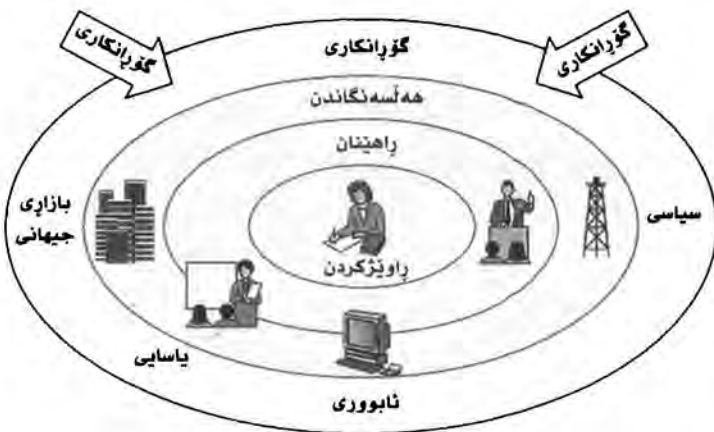 گۆڕانکاری
گۆڕانکاری
گۆڕانکاری
هەڵسەنگاندن
ڕاهێنان
سیاسی
بازاڕی
جیهانی
ڕاوێژکردن
یاسایی
ئابووری